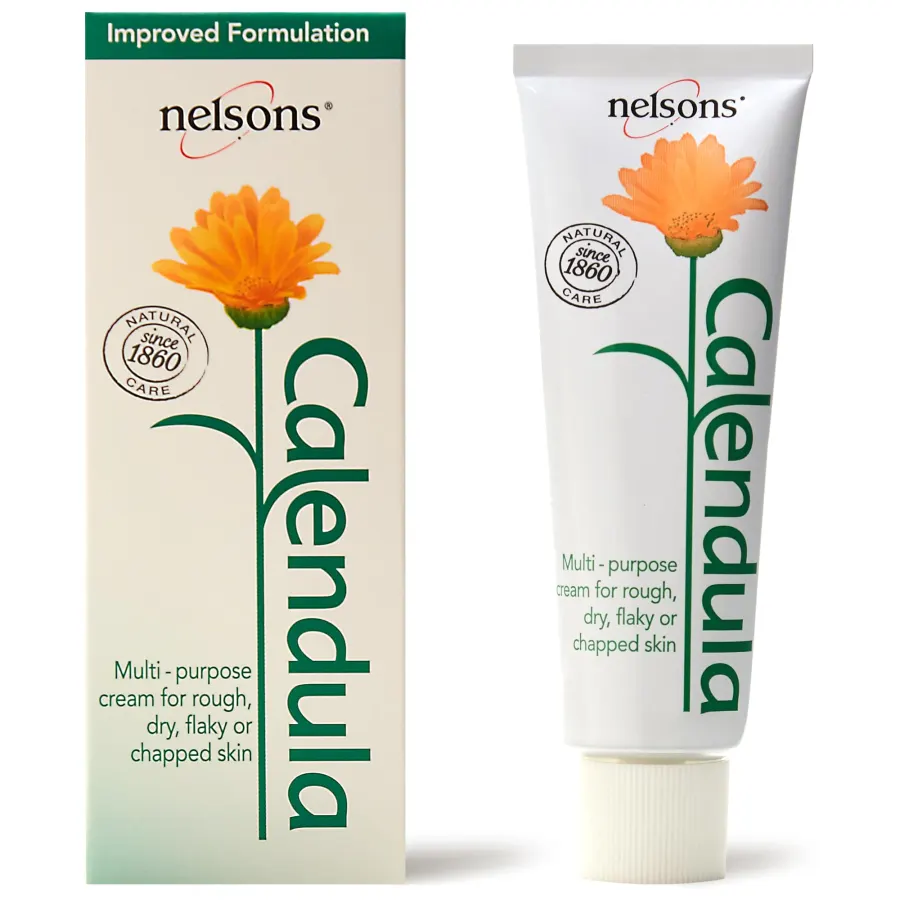 Improved Formulation
nelsons®
NATURAL
since
1860
CARE
Calendula
Multi - purpose
cream for rough,
dry, flaky or
chapped skin
nelsons
NATURAL
since
1860
CARE
Calendula
Multi - purpose
cream for rough,
dry, flaky or
chapped skin